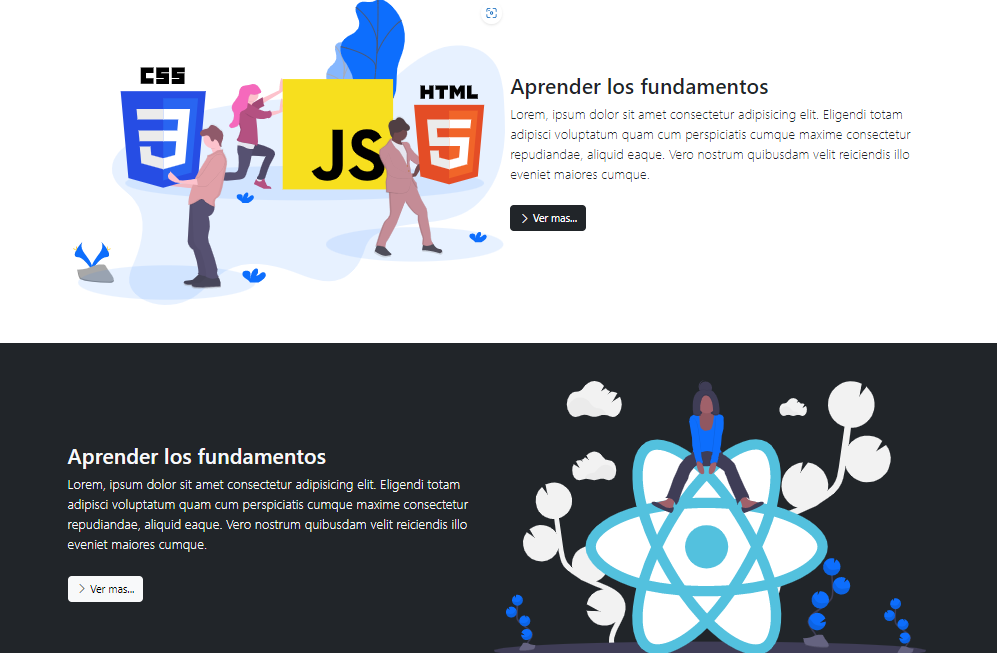 CSS
HTML
JS
Aprender los fundamentos
Lorem, ipsum dolor sit amet consectetur adipisicing elit. Eligendi totam
adipisci voluptatum quam cum perspiciatis cumque maxime consectetur
repudiandae, aliquid eaque. Vero nostrum quibusdam velit reiciendis illo
eveniet maiores cumque.
Ver mas...
Aprender los fundamentos
Lorem, ipsum dolor sit amet consectetur adipisicing elit. Eligendi totam
adipisci voluptatum quam cum perspiciatis cumque maxime consectetur
repudiandae, aliquid eaque. Vero nostrum quibusdam velit reiciendis illo
eveniet maiores cumque.
Ver mas...